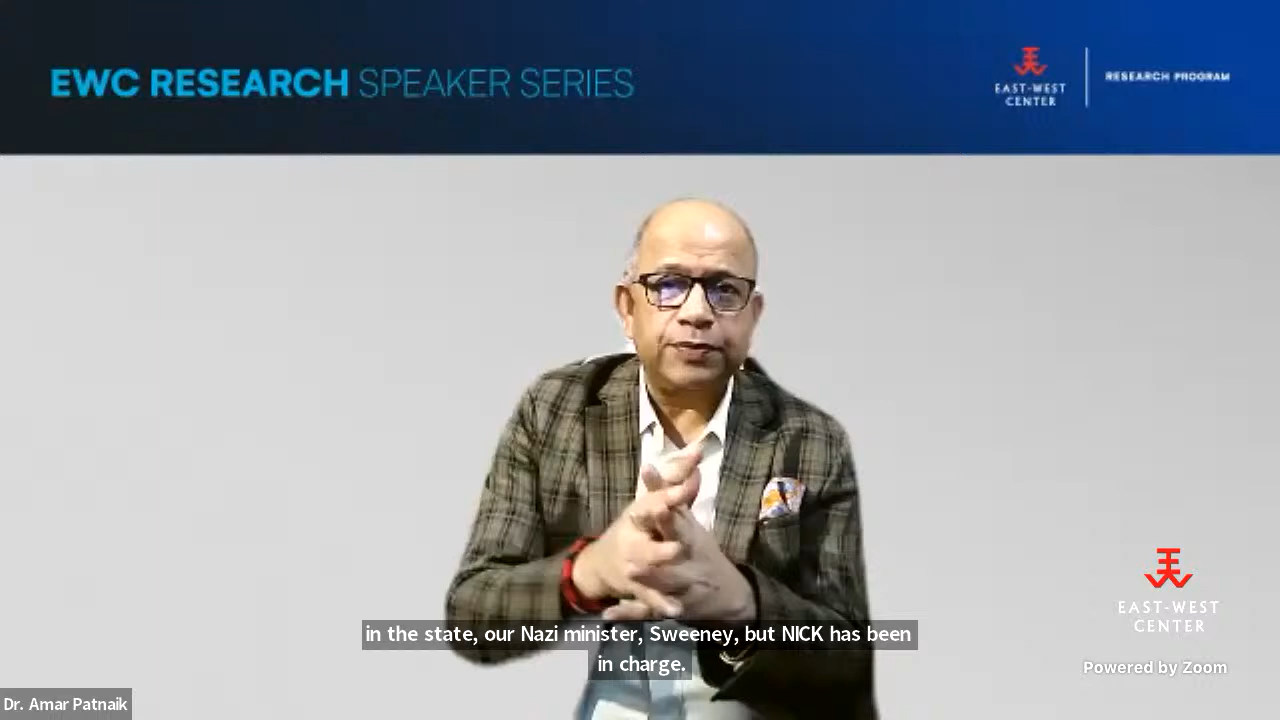 EWC RESEARCH SPEAKER SERIES
EAST-WEST
CENTER
RESEARCH PROGRAM
EAST-WEST
CENTER
Powered by Zoom
in the state, our Nazi minister, Sweeney, but NICK has been
in charge.
Dr. Amar Patnaik